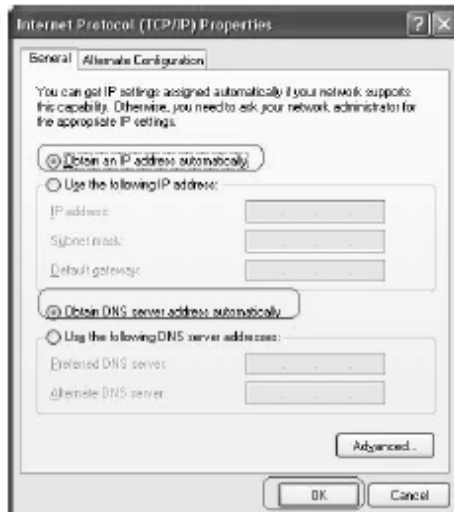 Internet Protocol (TCP/IP) Properties
General
Alternate Configuration
You can get IP settings assigned automatically if your network supports
this capability. Otherwise, you need to ask your network administrator for
the appropriate IP settings.
Obtain an IP address automatically
Use the following IP address:
IP address:
Subnet mask:
Default gateway:
Obtain DNS server address automatically
Use the following DNS server addresses:
Preferred DNS server:
Alternate DNS server:
Advanced...
OK
Cancel